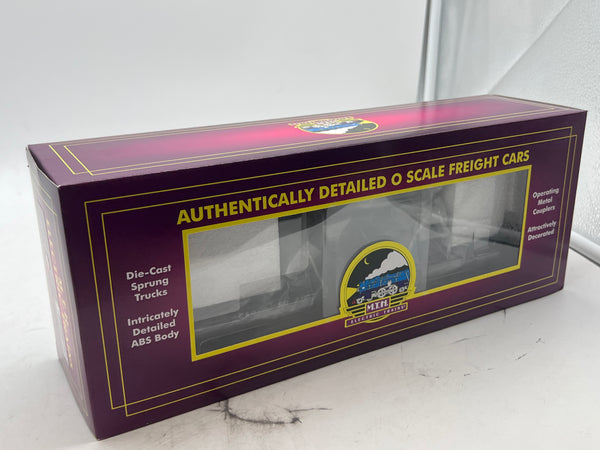 AUTHENTICALLY DETAILED O SCALE FREIGHT CARS
Die-Cast
Sprung
Trucks
Intricately
Detailed
ABS Body
Operating
Metal
Couplers
Attractively
Decorated
M.T.H.
ELECTRIC TRAINS